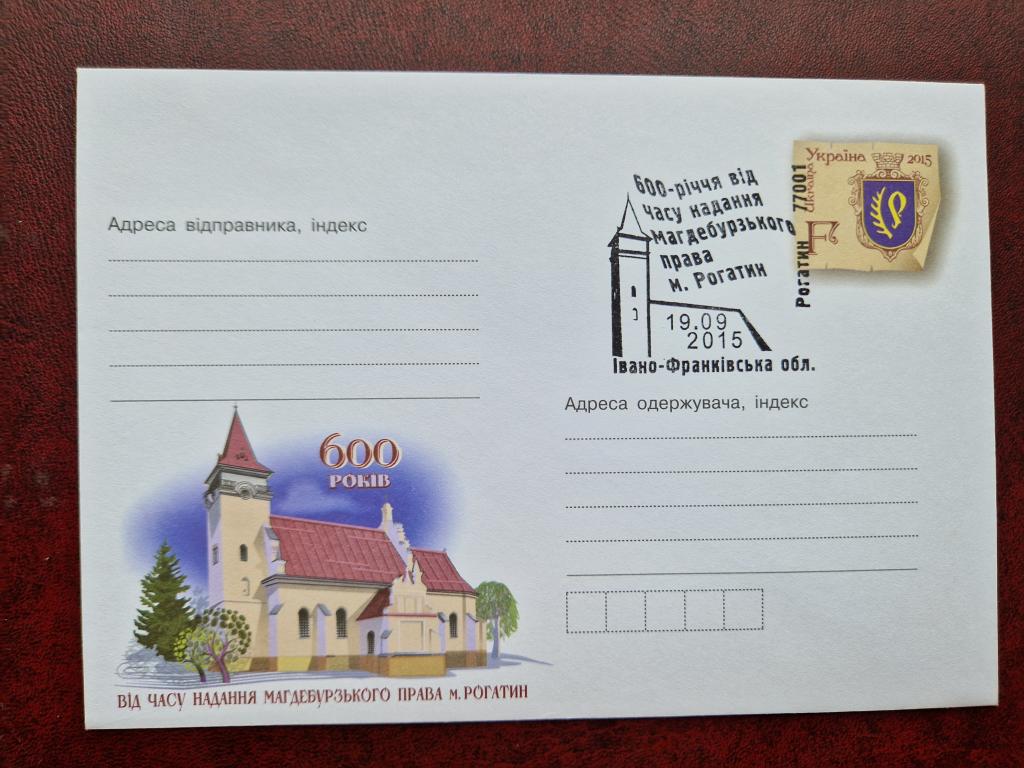 Адреса відправника, індекс
600-річчя від
часу надання
Магдебурзького
права
м. Рогатин
19.09
2015
Івано-Франківська обл.
Рогатин 77001
Україна 2015
ukraina
F
Адреса одержувача, індекс
600
РОКІВ
ВІД ЧАСУ НАДАННЯ МАГДЕБУРЗЬКОГО ПРАВА м. РОГАТИН